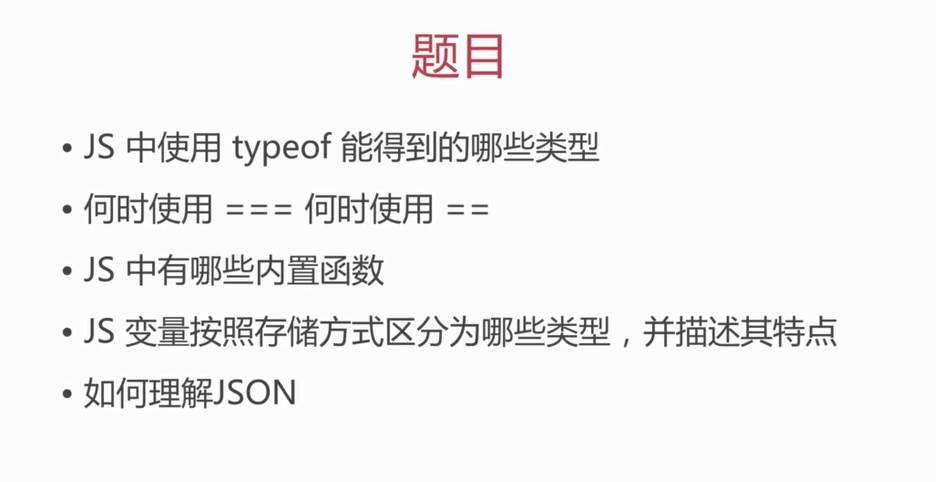 题目
• JS 中使用 typeof 能得到的哪些类型
• 何时使用 === 何时使用 ==
• JS 中有哪些内置函数
• JS 变量按照存储方式区分为哪些类型，并描述其特点
• 如何理解JSON